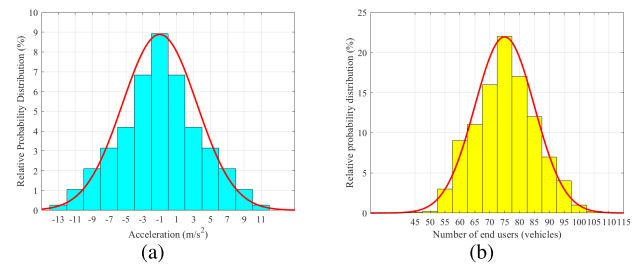 10
9
8
7
6
5
4
3
2
1
0
Relative Probability Distribution (%)
-13 -11 -9 -7 -5 -3 -1 1 3 5 7 9 11
Acceleration (m/s²)
(a)
25
20
15
10
5
0
Relative probability distribution (%)
45 50 55 60 65 70 75 80 85 90 95 100 105 110 115
Number of end users (vehicles)
(b)